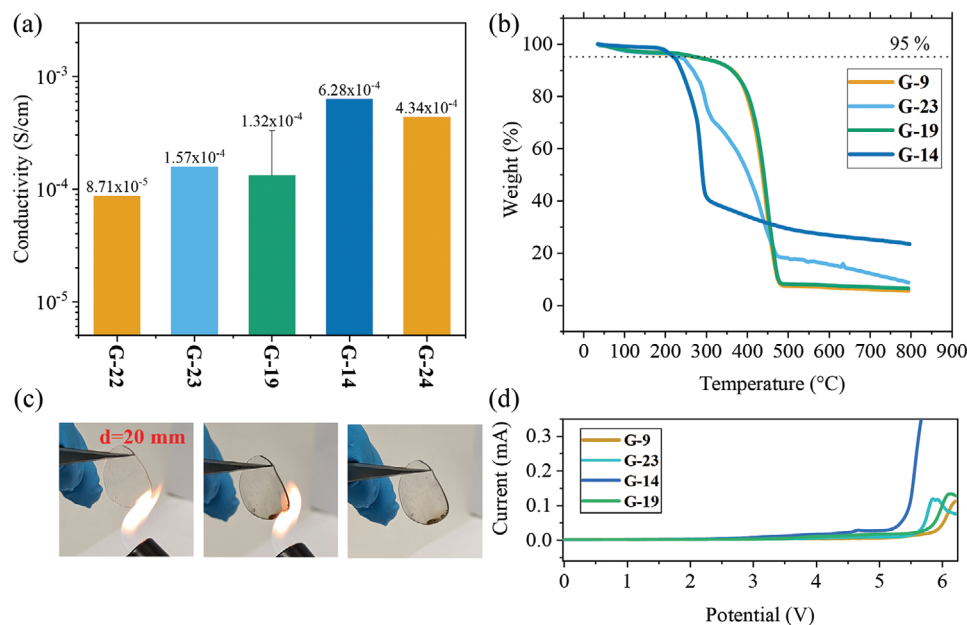 (a)
Conductivity (S/cm)
10⁻³
10⁻⁴
10⁻⁵
8.71x10⁻⁵
1.57x10⁻⁴
1.32x10⁻⁴
6.28x10⁻⁴
4.34x10⁻⁴
G-22
G-23
G-19
G-14
G-24
(b)
Weight (%)
100
80
60
40
20
0
95 %
G-9
G-23
G-19
G-14
0 100 200 300 400 500 600 700 800 900
Temperature (°C)
(c)
d=20 mm
(d)
Current (mA)
0.3
0.2
0.1
0.0
G-9
G-23
G-14
G-19
0 1 2 3 4 5 6
Potential (V)